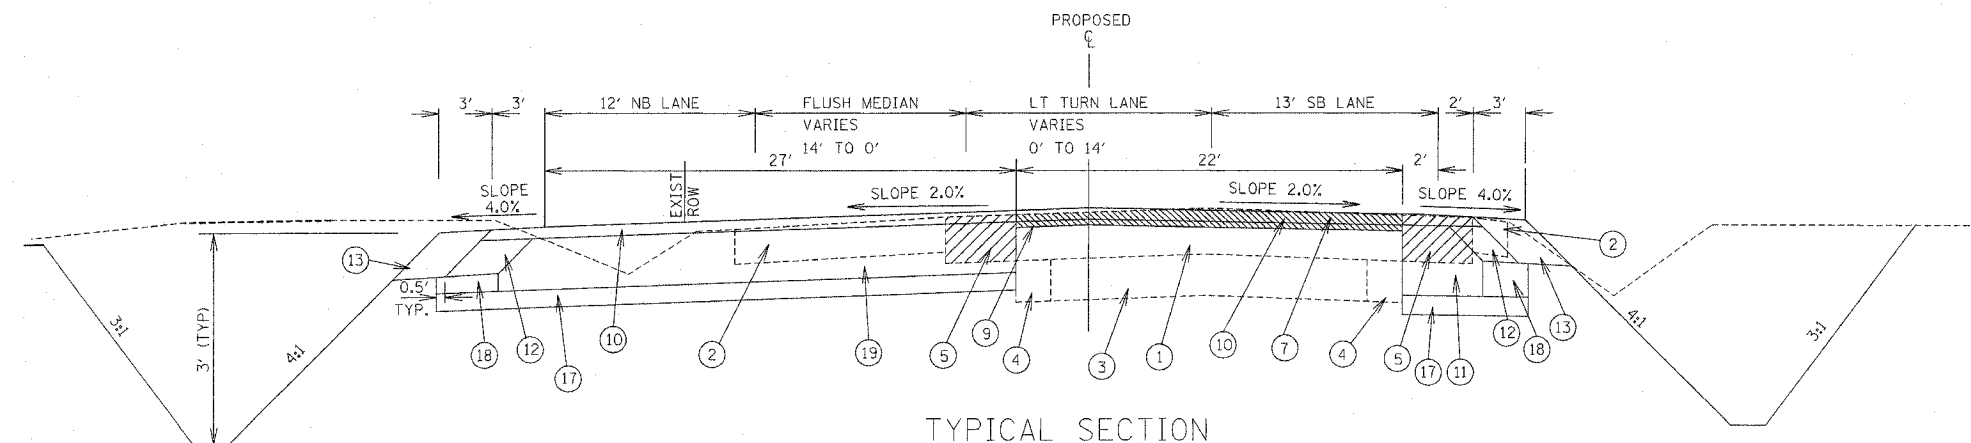 PROPOSED
℄
3' 3' 12' NB LANE FLUSH MEDIAN LT TURN LANE 13' SB LANE 2' 3'
VARIES VARIES
14' TO 0' 0' TO 14'
27' 22' 2'
SLOPE 4.0%
EXIST ROW
SLOPE 2.0%
SLOPE 2.0%
SLOPE 4.0%
13
2
0.5'
TYP.
3:1
3' (TYP)
4:1
4:1
3:1
18 12 17 10 2 19 5 9 4 3 1 10 7 4 5 17 11 12 18 13
TYPICAL SECTION